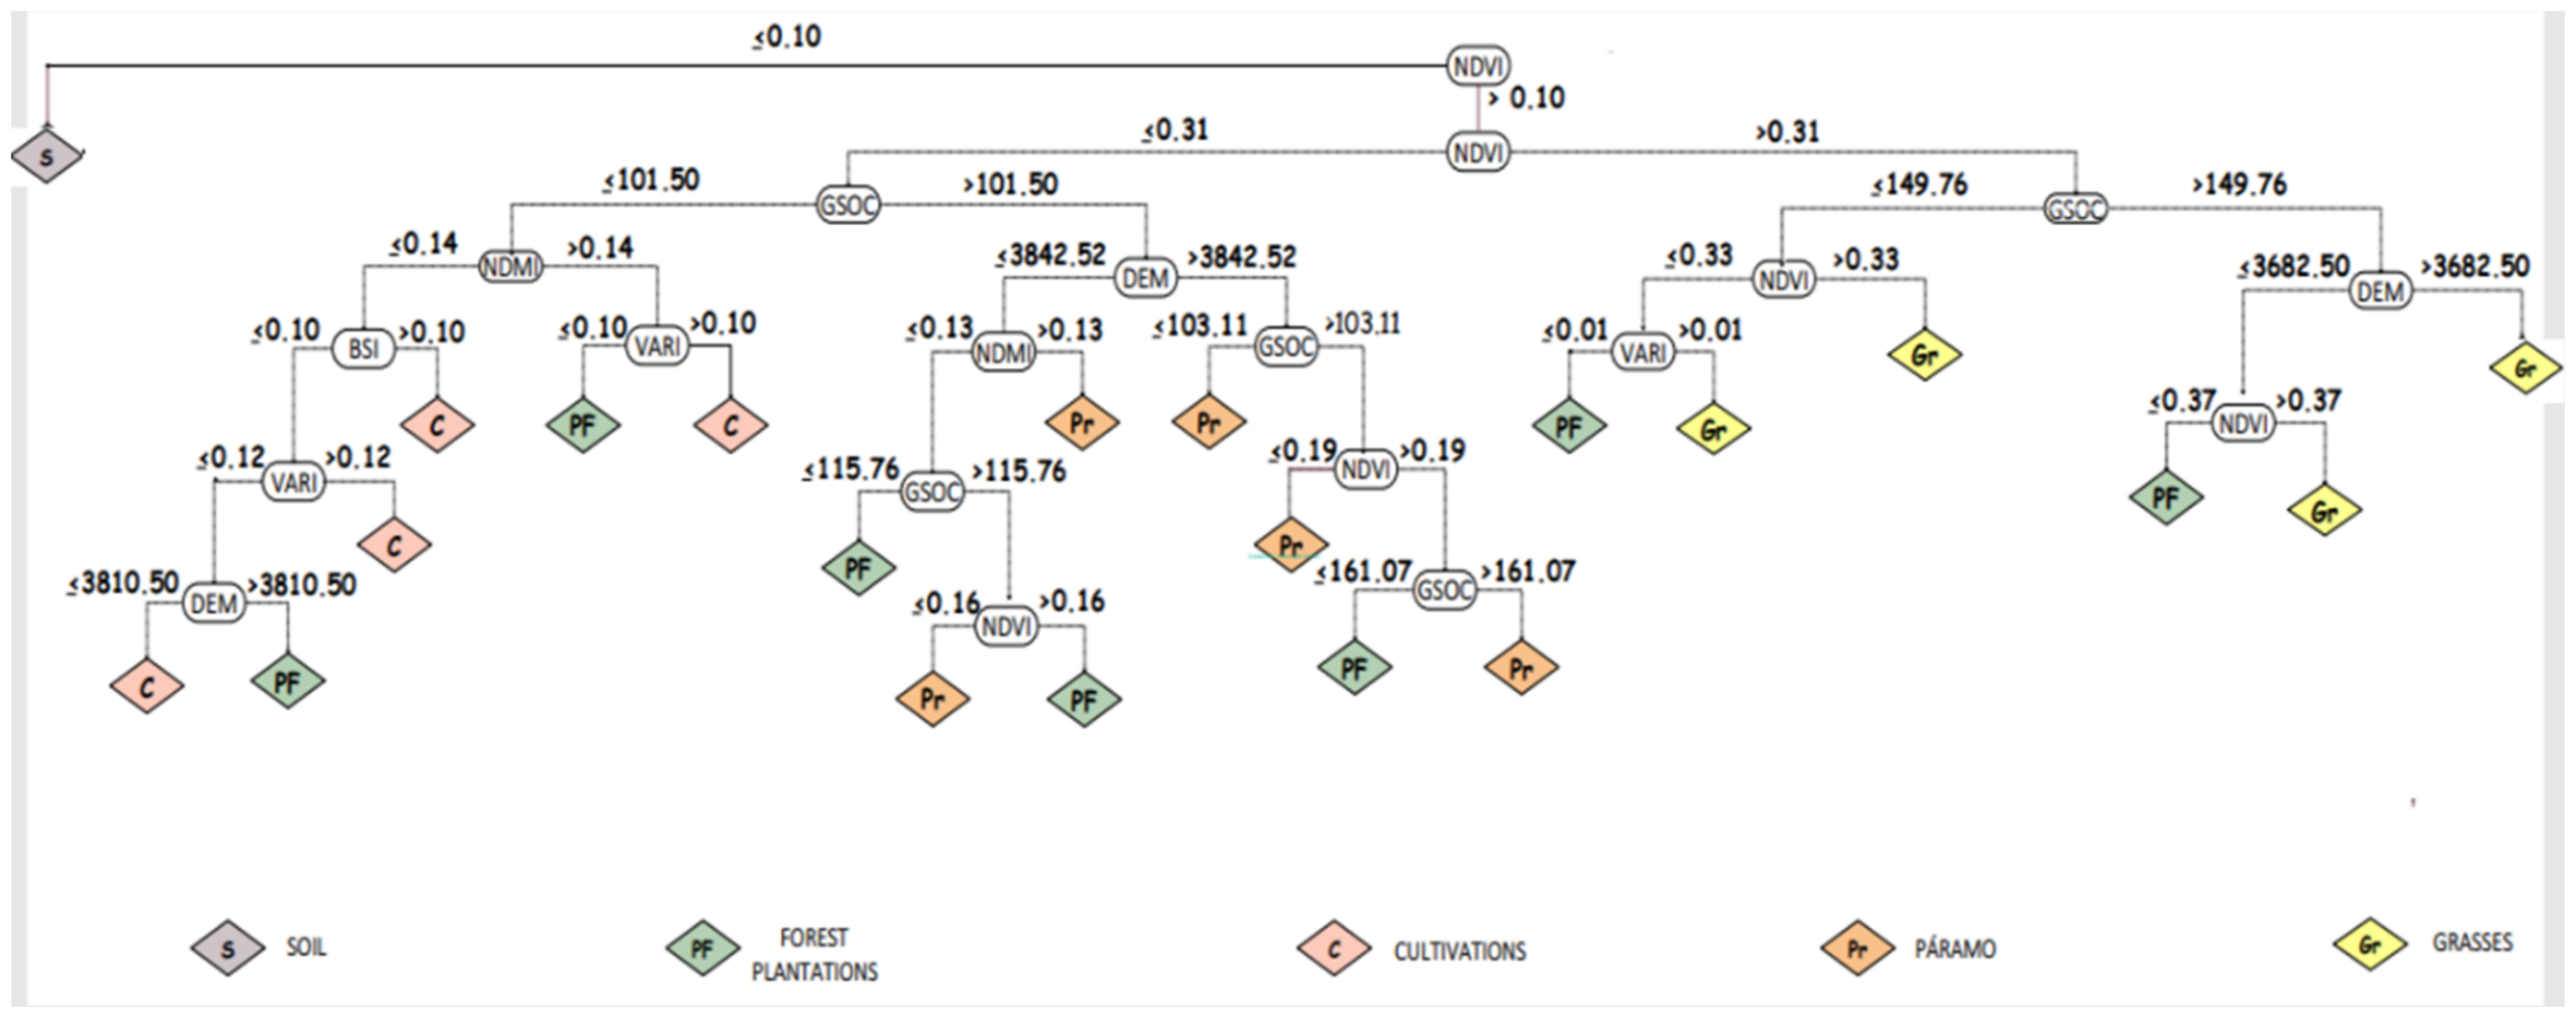 ≤0.10
NDVI
> 0.10
S
≤0.31
NDVI
>0.31
≤101.50
GSOC
>101.50
≤149.76
GSOC
>149.76
≤0.14
NDMI
>0.14
≤3842.52
DEM
>3842.52
≤0.33
NDVI
>0.33
≤3682.50
DEM
>3682.50
≤0.10
BSI
>0.10
≤0.10
VARI
>0.10
≤0.13
NDMI
>0.13
≤103.11
GSOC
>103.11
≤0.01
VARI
>0.01
Gr
Gr
C
PF
C
Pr
Pr
PF
Gr
≤0.37
NDVI
>0.37
≤0.12
VARI
>0.12
≤115.76
GSOC
>115.76
≤0.19
NDVI
>0.19
PF
Gr
C
PF
Pr
≤3810.50
DEM
>3810.50
≤0.16
NDVI
>0.16
≤161.07
GSOC
>161.07
C
PF
Pr
PF
PF
Pr
S SOIL
PF FOREST
PLANTATIONS
C CULTIVATIONS
Pr PÁRAMO
Gr GRASSES